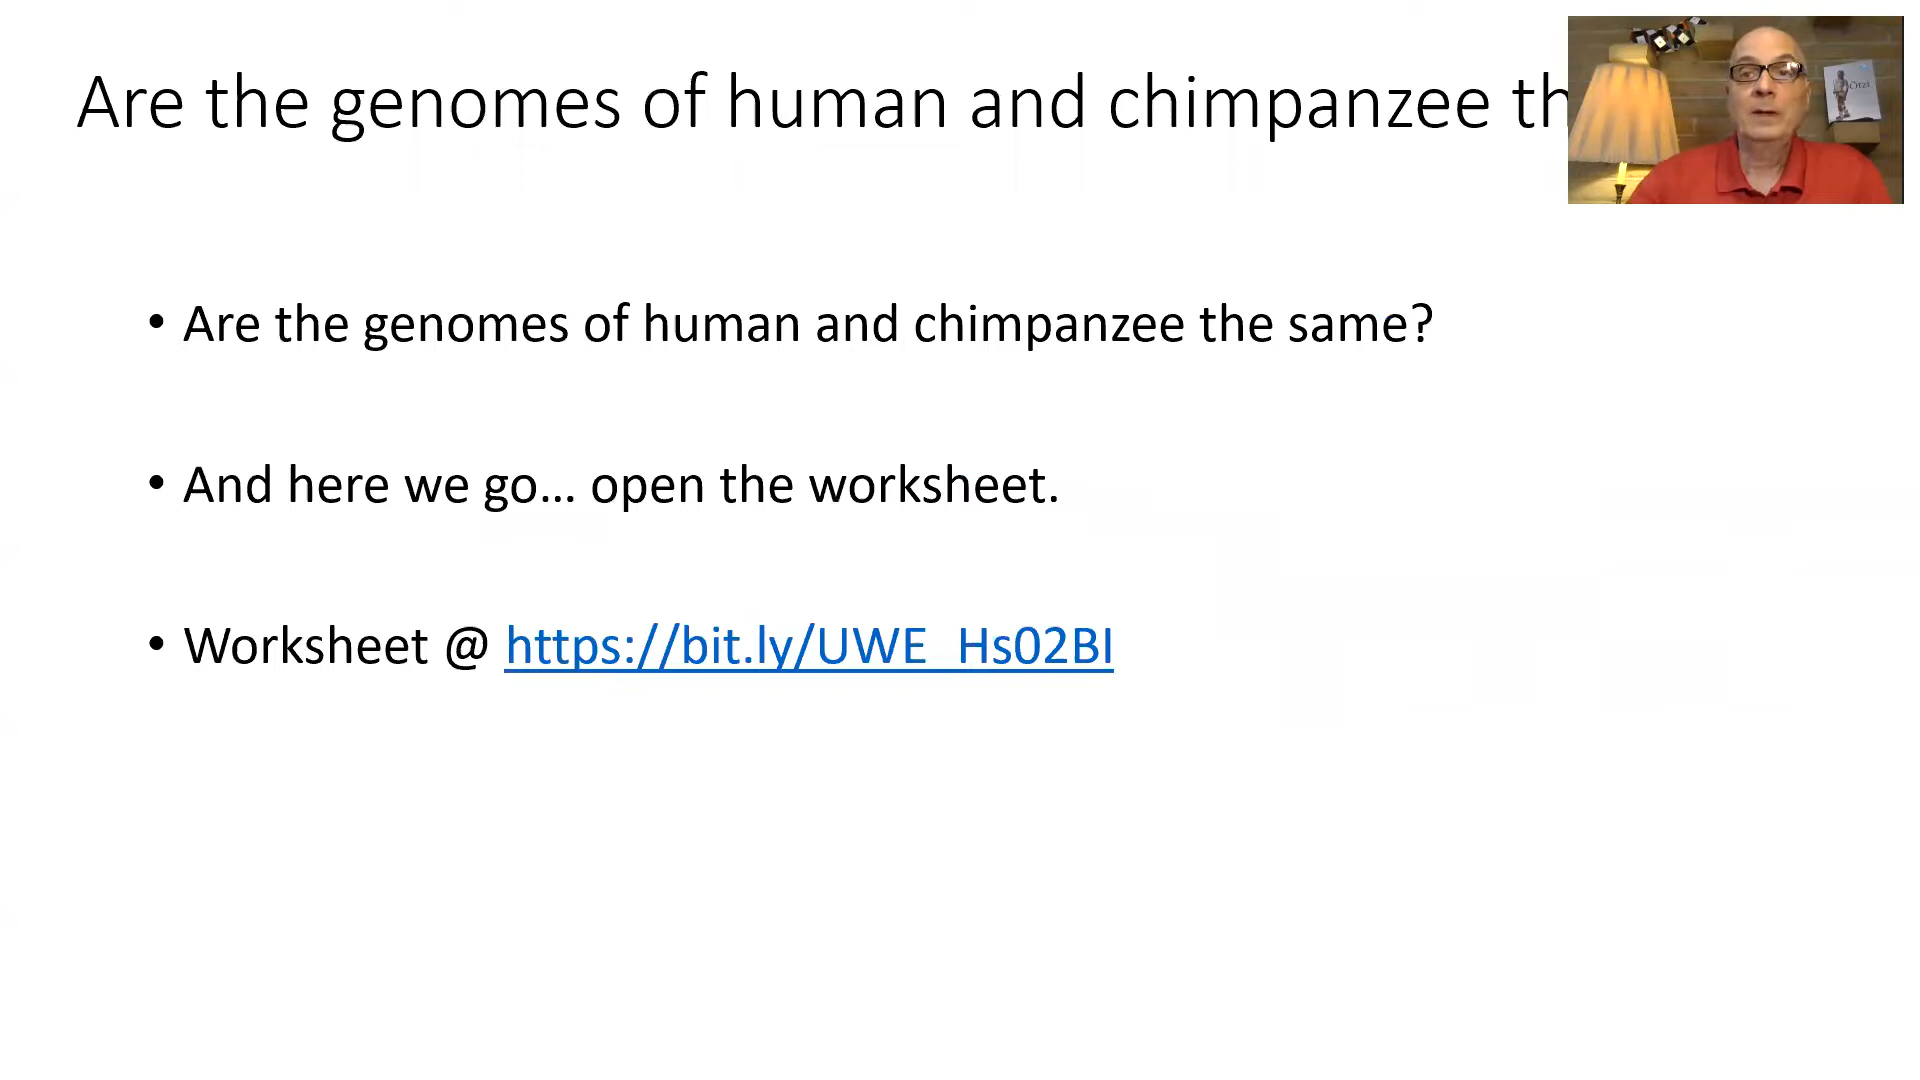 Are the genomes of human and chimpanzee th
• Are the genomes of human and chimpanzee the same?
• And here we go... open the worksheet.
• Worksheet @ https://bit.ly/UWE_Hs02BI
Ötzi